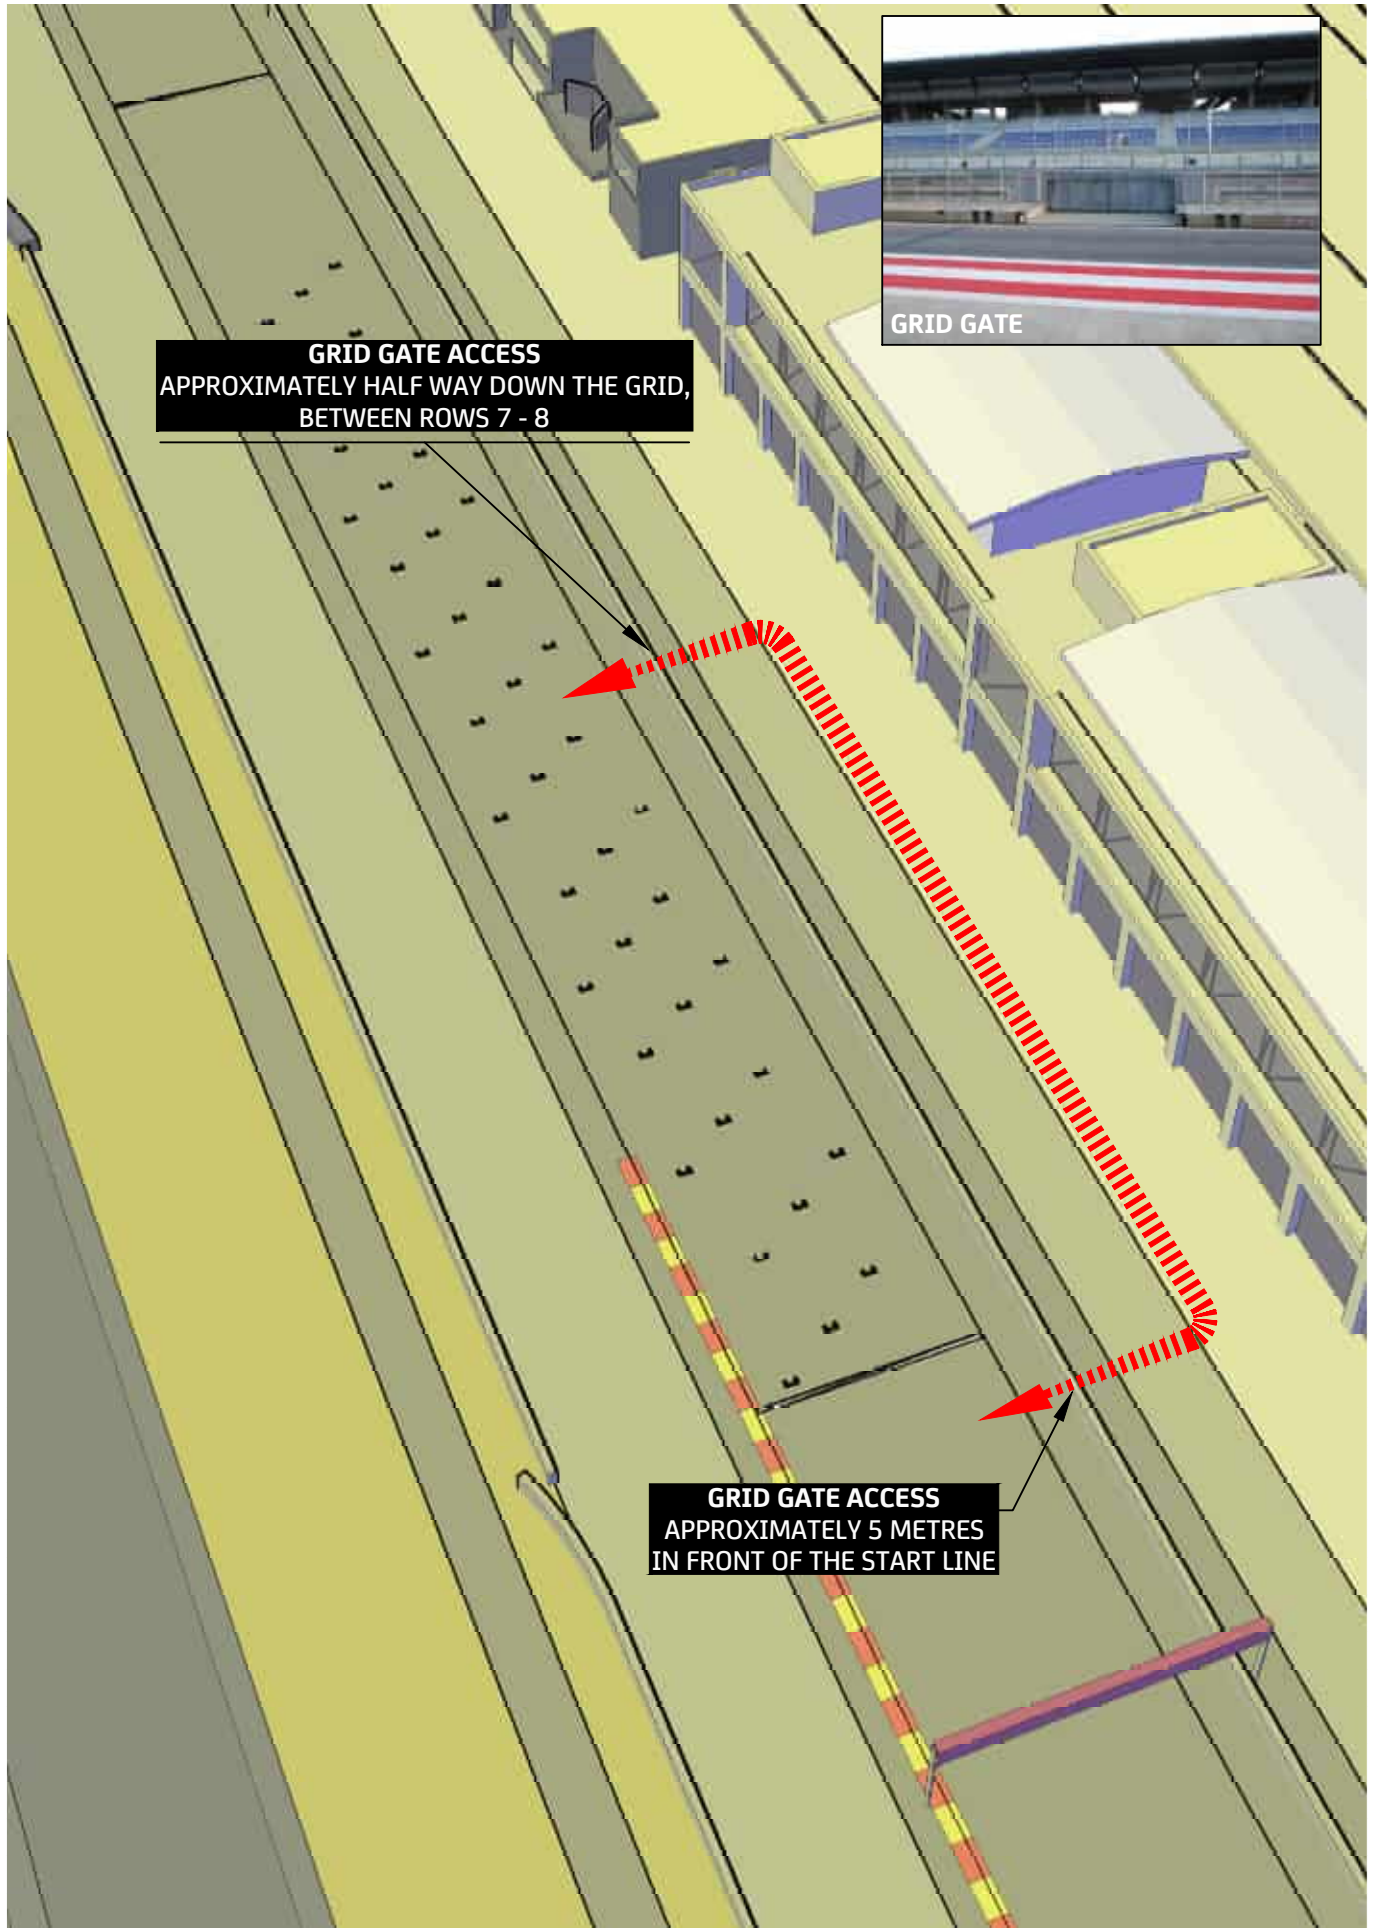 GRID GATE
GRID GATE ACCESS
APPROXIMATELY HALF WAY DOWN THE GRID,
BETWEEN ROWS 7 - 8
GRID GATE ACCESS
APPROXIMATELY 5 METRES
IN FRONT OF THE START LINE